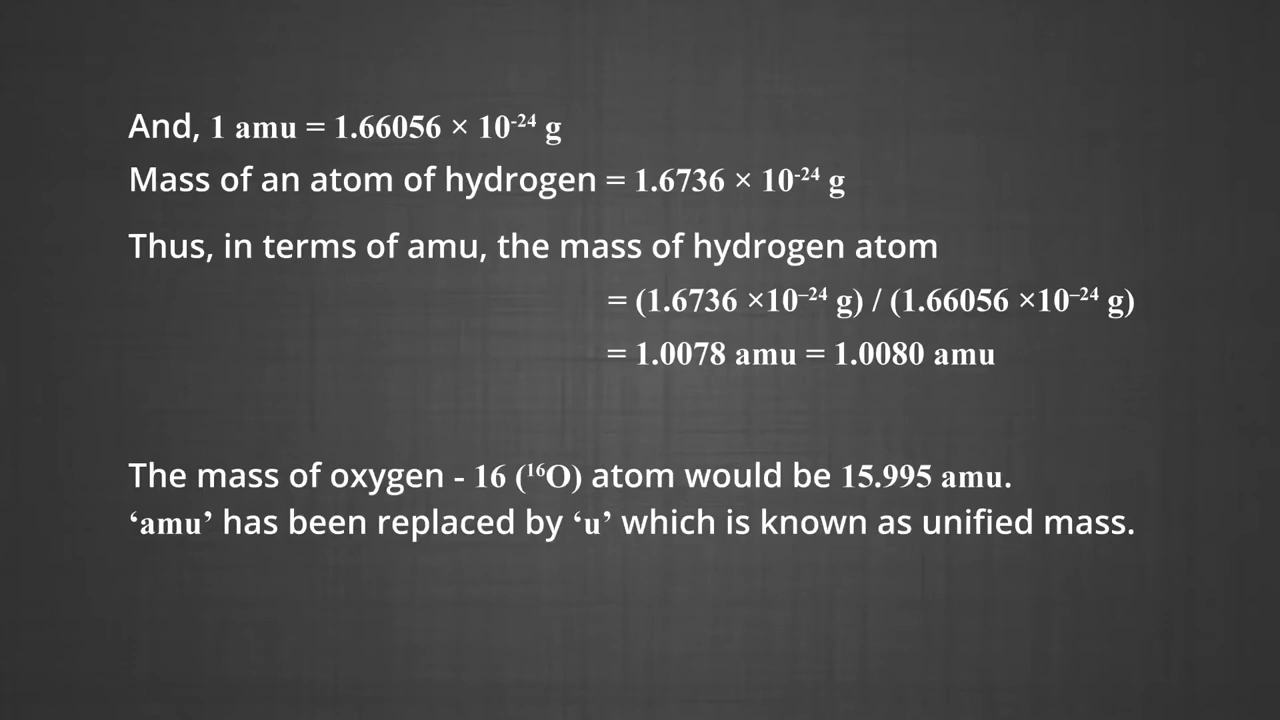 And, 1 amu = 1.66056 × 10⁻²⁴ g
Mass of an atom of hydrogen = 1.6736 × 10⁻²⁴ g
Thus, in terms of amu, the mass of hydrogen atom
= (1.6736 ×10⁻²⁴ g) / (1.66056 ×10⁻²⁴ g)
= 1.0078 amu = 1.0080 amu
The mass of oxygen - 16 (¹⁶O) atom would be 15.995 amu.
‘amu’ has been replaced by ‘u’ which is known as unified mass.